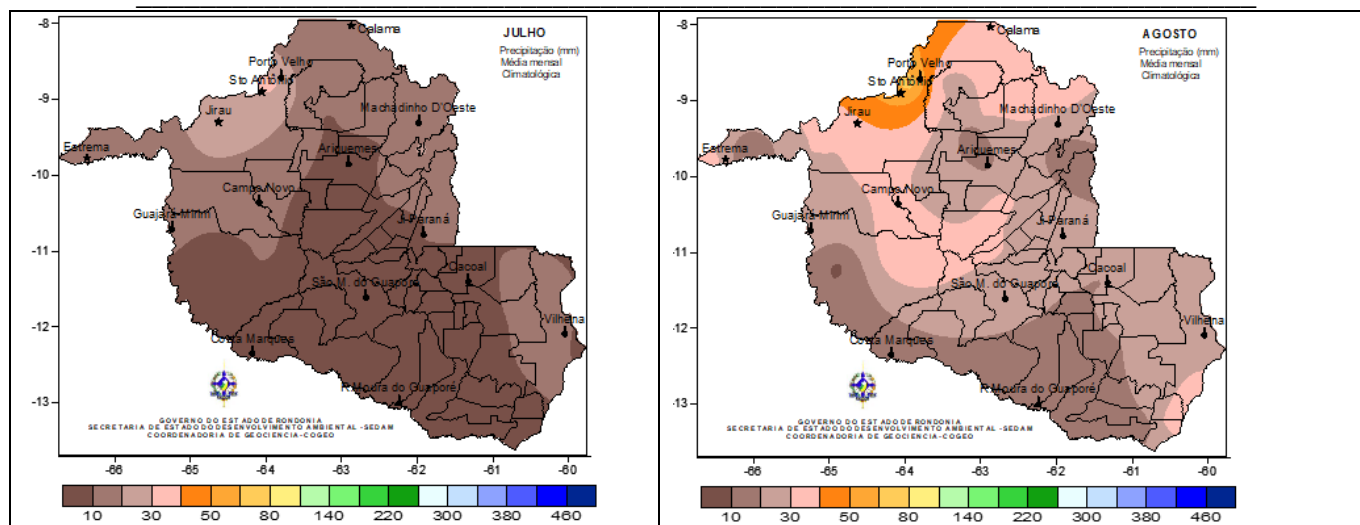 JULHO
Precipitação (mm)
Média mensal
Climatológica
-8
-9
-10
-11
-12
-13
Calama
Porto Velho
Sto Antônio
Jirau
Machadinho D'Oeste
Estrema
Ariquemes
Campo Novo
Guajará-Mirim
Ji-Paraná
Cacoal
São M. do Guaporé
Vilhena
Costa Marques
R.Moura do Guaporé
GOVERNO DO ESTADO DE RONDONIA
SECRETARIA DE ESTADO DO DESENVOLVIMENTO AMBIENTAL -SEDAM
COORDENADORIA DE GEOCIENCIA-COGEO
-66 -65 -64 -63 -62 -61 -60
10 30 50 80 140 220 300 380 460
AGOSTO
Precipitação (mm)
Média mensal
Climatológica
-8
-9
-10
-11
-12
-13
Calama
Porto Velho
Sto Antônio
Jirau
Machadinho D'Oeste
Estrema
Ariquemes
Campo Novo
Guajará-Mirim
Ji-Paraná
Cacoal
São M. do Guaporé
Vilhena
Costa Marques
R.Moura do Guaporé
GOVERNO DO ESTADO DE RONDONIA
SECRETARIA DE ESTADO DO DESENVOLVIMENTO AMBIENTAL -SEDAM
COORDENADORIA DE GEOCIENCIA-COGEO
-66 -65 -64 -63 -62 -61 -60
10 30 50 80 140 220 300 380 460